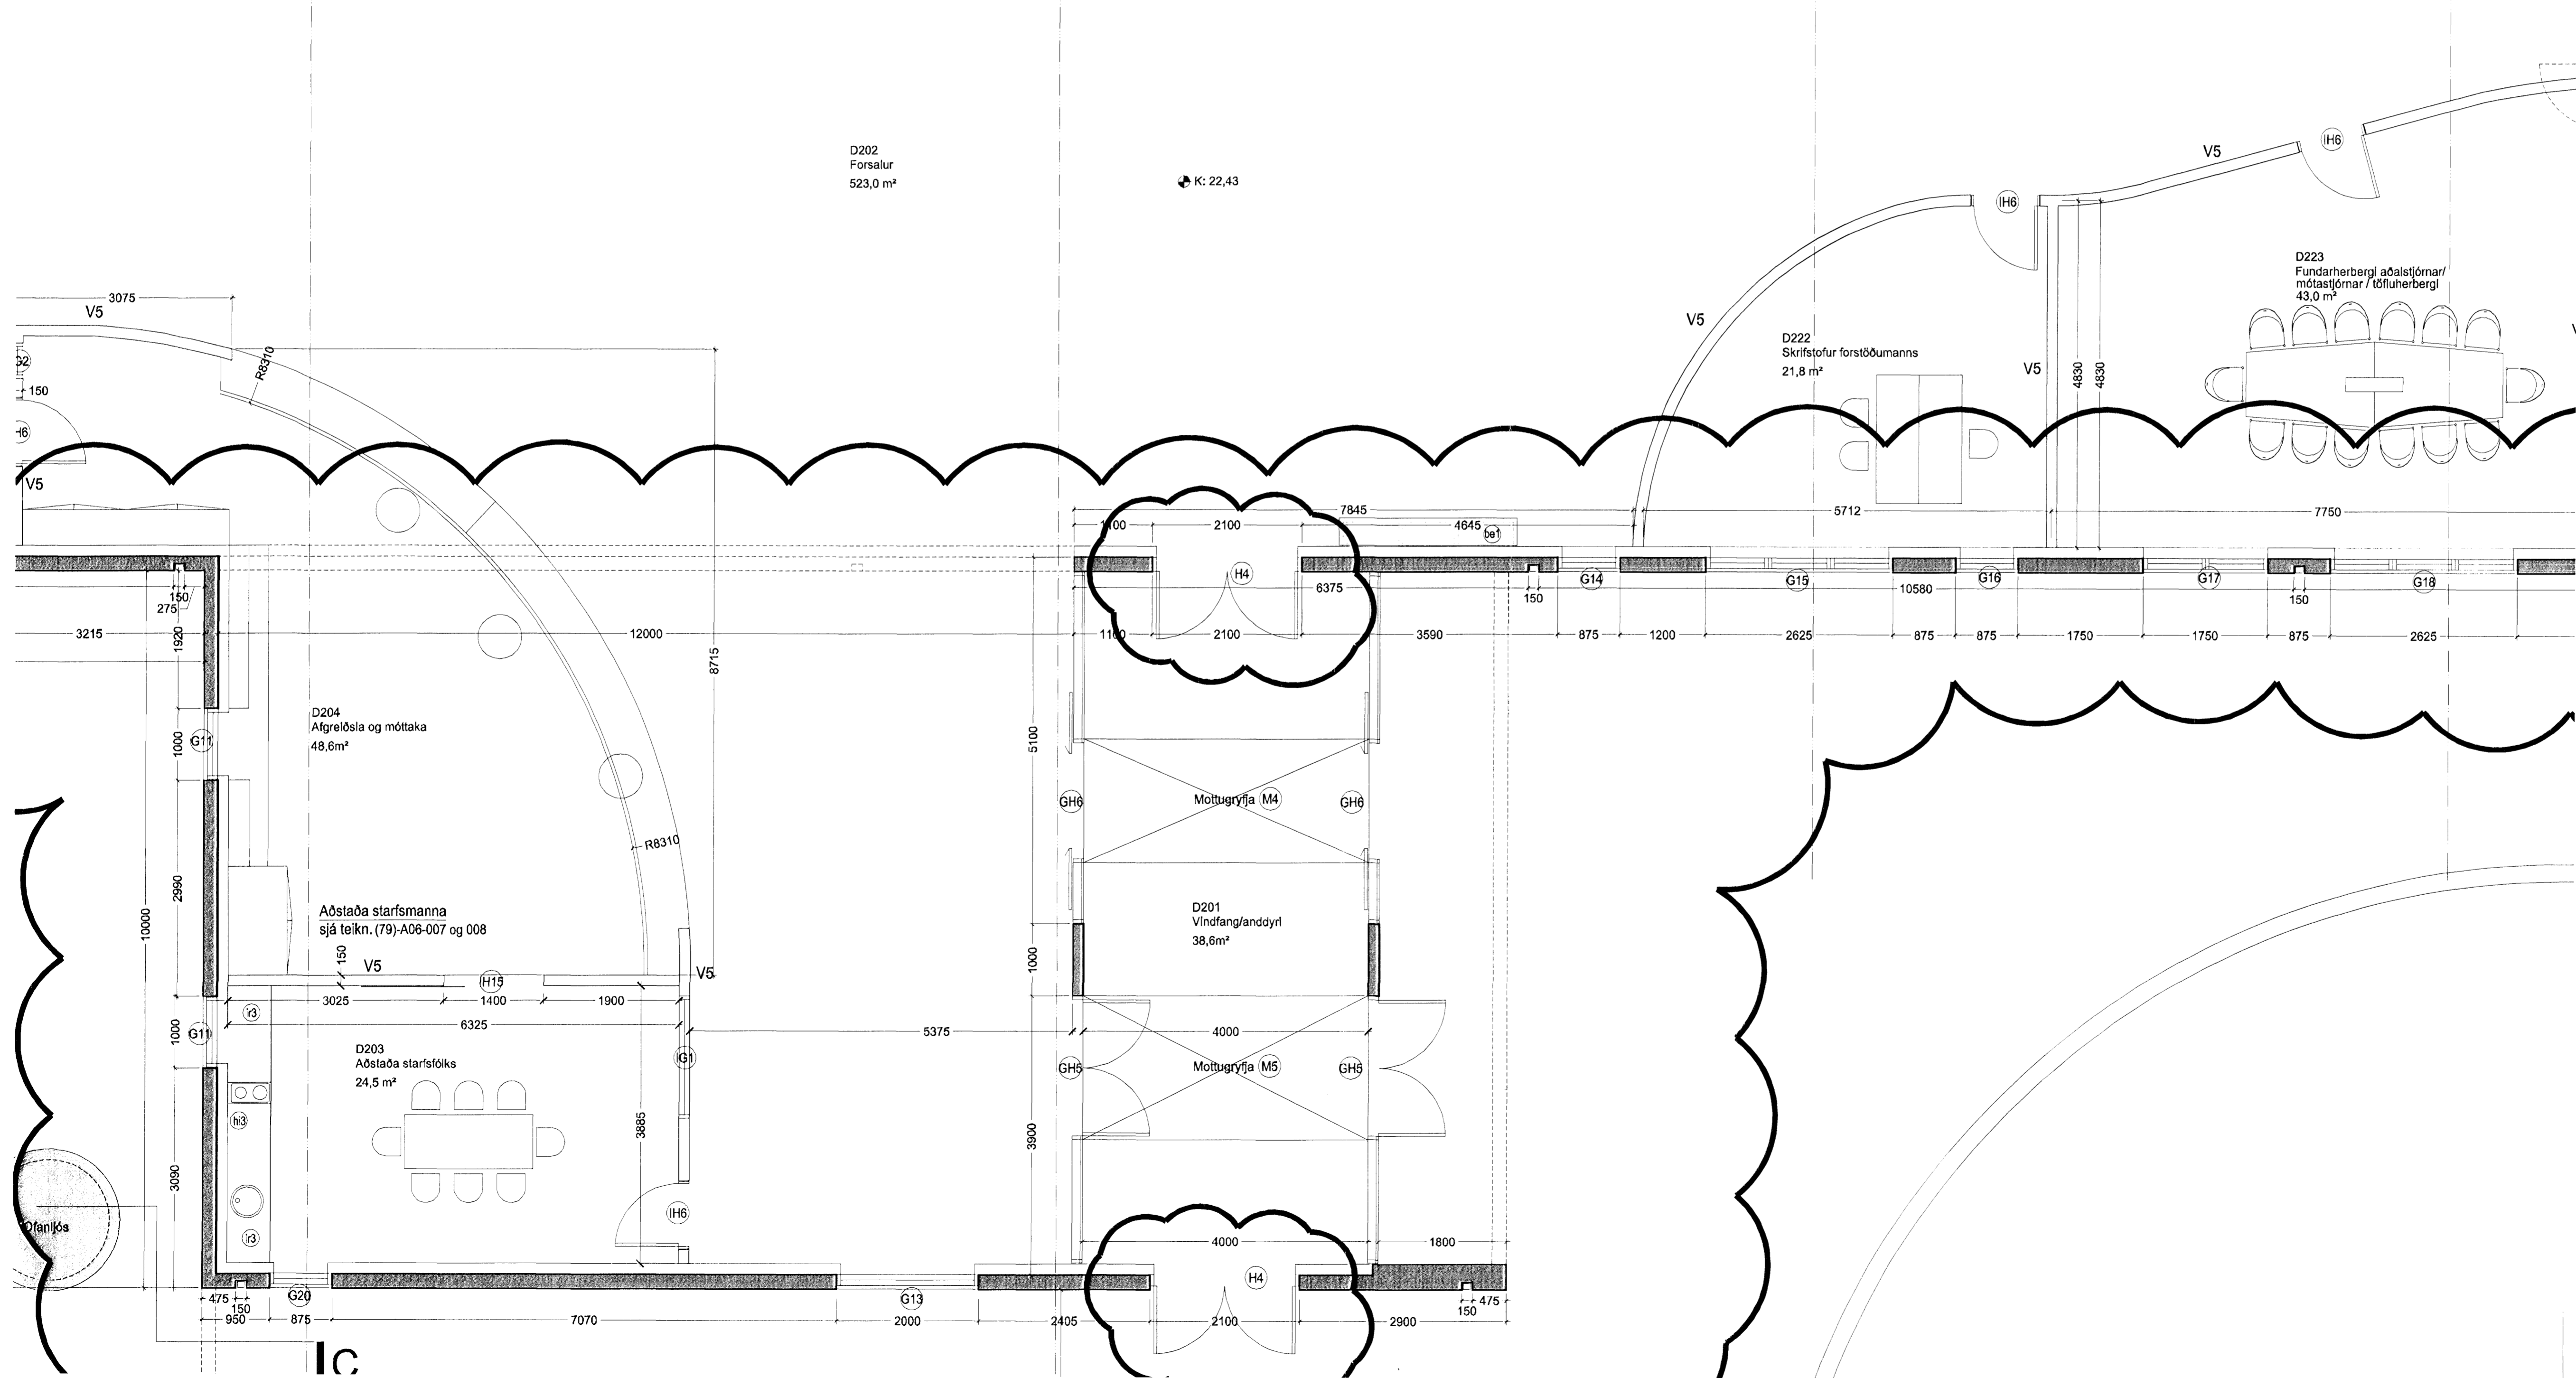 D202
Forsalur
523,0 m²
K: 22,43
IH6
V5
IH6
D223
Fundarherbergi aðalstjórnar/
mótastjórnar / töfluherbergi
43,0 m²
3075
V5
R8310
V5
D222
Skrifstofur forstöðumanns
21,8 m²
V5
4830
4830
150
V5
7845
5712
7750
2100
4645
be1
H4
G14
G15
G16
G17
G18
6375
150
10580
150
150
275
3215
1920
12000
1100
2100
3590
875
1200
2625
875
875
1750
1750
875
2625
8715
D204
Afgreiðsla og móttaka
48,6m²
G11
1000
5100
GH6
Mottugryfja M4
GH6
R8310
2990
10000
Aðstaða starfsmanna
sjá teikn. (79)-A06-007 og 008
D201
Vindfang/anddyri
38,6m²
150
V5
IH15
V5
1000
3025
1400
1900
ir3
6325
5375
4000
G11
1000
D203
Aðstaða starfsfólks
24,5 m²
IG1
GH5
Mottugryfja M5
GH5
hi3
3885
3900
3090
IH6
Ofanljós
ir3
4000
1800
H4
G20
G13
475
150
475
150
950
875
7070
2000
2405
2100
2900